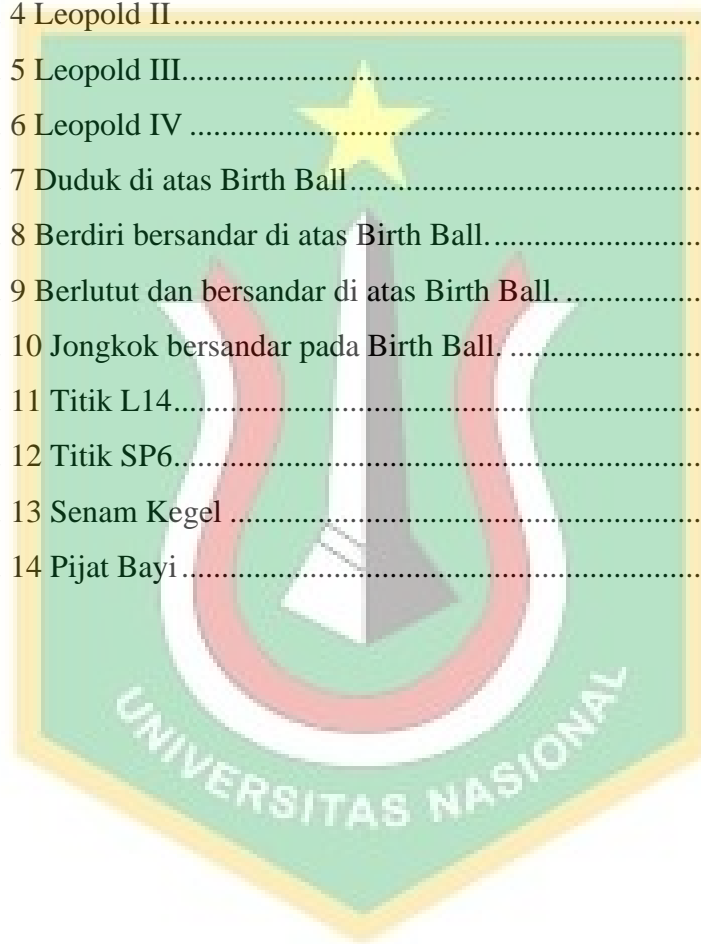 4 Leopold II..................................................................
5 Leopold III.................................................................
6 Leopold IV ................................................................
7 Duduk di atas Birth Ball............................................
8 Berdiri bersandar di atas Birth Ball...........................
9 Berlutut dan bersandar di atas Birth Ball. .................
10 Jongkok bersandar pada Birth Ball. ........................
11 Titik L14..................................................................
12 Titik SP6..................................................................
13 Senam Kegel ...........................................................
14 Pijat Bayi.................................................................
UNIVERSITAS NASIONAL